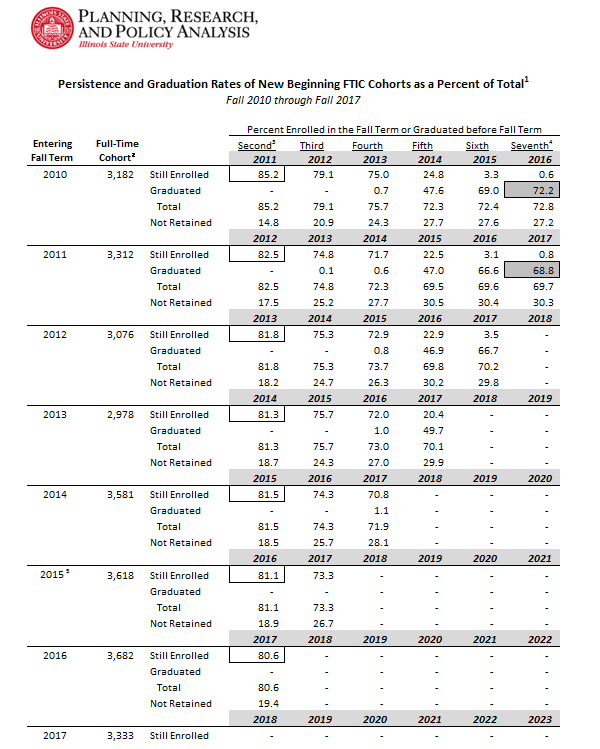 PLANNING, RESEARCH,
AND POLICY ANALYSIS
Illinois State University
Persistence and Graduation Rates of New Beginning FTIC Cohorts as a Percent of Total¹
Fall 2010 through Fall 2017
Percent Enrolled in the Fall Term or Graduated before Fall Term
Entering Full-Time Second³ Third Fourth Fifth Sixth Seventh⁴
Fall Term Cohort² 2011 2012 2013 2014 2015 2016
2010 3,182 Still Enrolled 85.2 79.1 75.0 24.8 3.3 0.6
Graduated - - 0.7 47.6 69.0 72.2
Total 85.2 79.1 75.7 72.3 72.4 72.8
Not Retained 14.8 20.9 24.3 27.7 27.6 27.2
2012 2013 2014 2015 2016 2017
2011 3,312 Still Enrolled 82.5 74.8 71.7 22.5 3.1 0.8
Graduated - 0.1 0.6 47.0 66.6 68.8
Total 82.5 74.8 72.3 69.5 69.6 69.7
Not Retained 17.5 25.2 27.7 30.5 30.4 30.3
2013 2014 2015 2016 2017 2018
2012 3,076 Still Enrolled 81.8 75.3 72.9 22.9 3.5 -
Graduated - - 0.8 46.9 66.7 -
Total 81.8 75.3 73.7 69.8 70.2 -
Not Retained 18.2 24.7 26.3 30.2 29.8 -
2014 2015 2016 2017 2018 2019
2013 2,978 Still Enrolled 81.3 75.7 72.0 20.4 - -
Graduated - - 1.0 49.7 - -
Total 81.3 75.7 73.0 70.1 - -
Not Retained 18.7 24.3 27.0 29.9 - -
2015 2016 2017 2018 2019 2020
2014 3,581 Still Enrolled 81.5 74.3 70.8 - - -
Graduated - - 1.1 - - -
Total 81.5 74.3 71.9 - - -
Not Retained 18.5 25.7 28.1 - - -
2016 2017 2018 2019 2020 2021
2015⁵ 3,618 Still Enrolled 81.1 73.3 - - - -
Graduated - - - - - -
Total 81.1 73.3 - - - -
Not Retained 18.9 26.7 - - - -
2017 2018 2019 2020 2021 2022
2016 3,682 Still Enrolled 80.6 - - - - -
Graduated - - - - - -
Total 80.6 - - - - -
Not Retained 19.4 - - - - -
2018 2019 2020 2021 2022 2023
2017 3,333 Still Enrolled - - - - - -